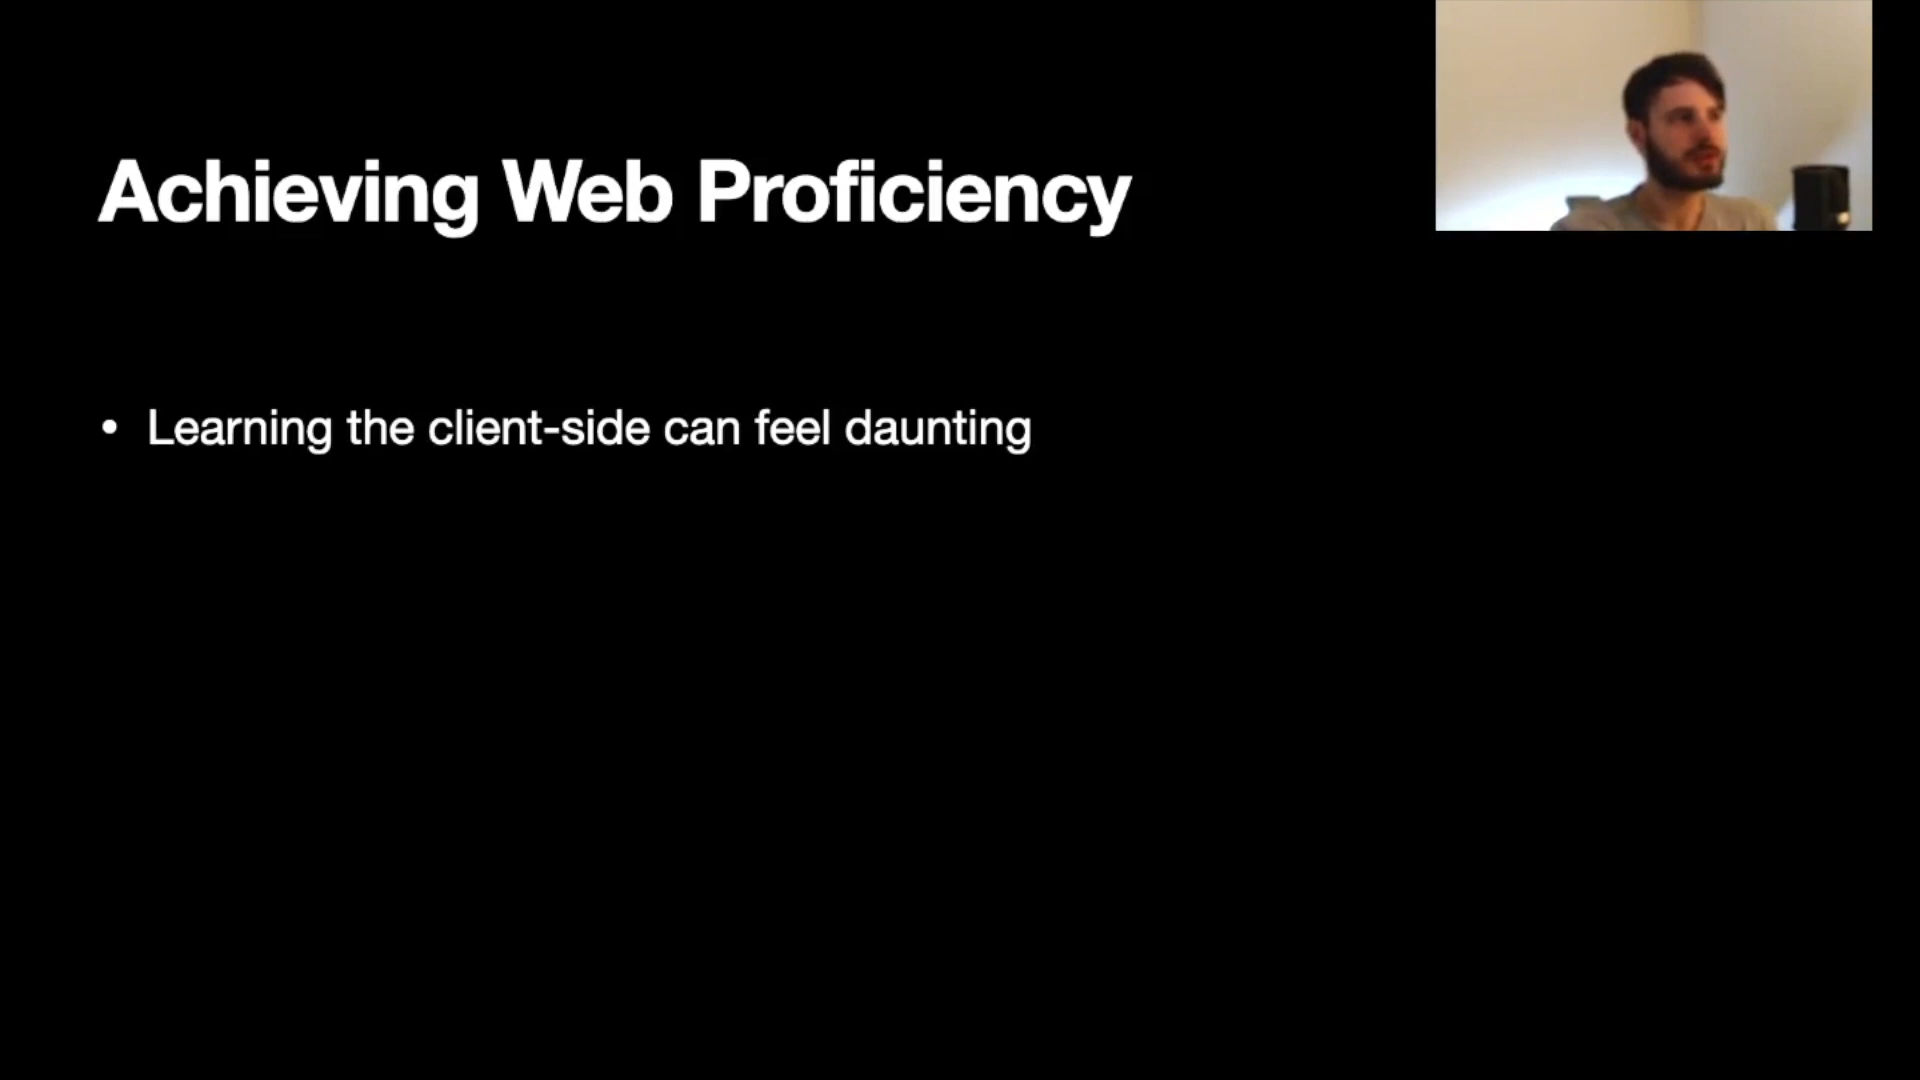 Achieving Web Proficiency
• Learning the client-side can feel daunting